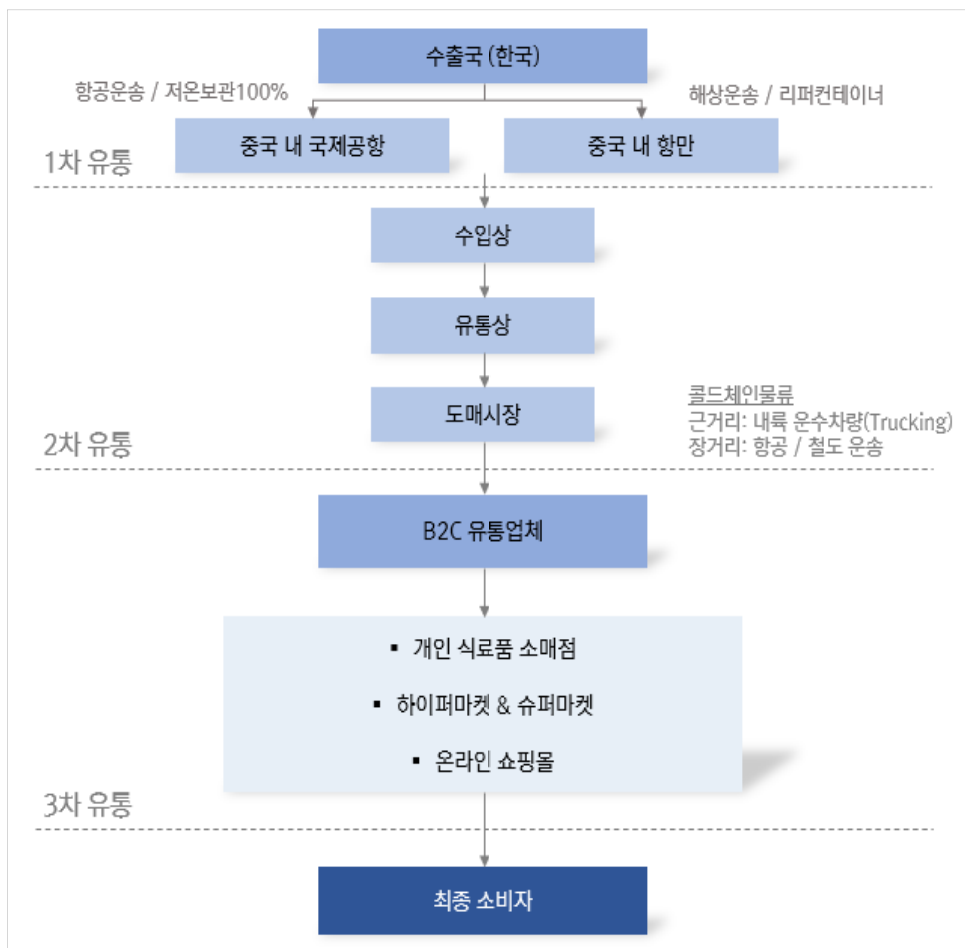 수출국 (한국)
항공운송 / 저온보관100%
해상운송 / 리퍼컨테이너
중국 내 국제공항
중국 내 항만
1차 유통
수입상
유통상
도매시장
콜드체인물류
근거리: 내륙 운수차량(Trucking)
장거리: 항공 / 철도 운송
2차 유통
B2C 유통업체
▪ 개인 식료품 소매점
▪ 하이퍼마켓 & 슈퍼마켓
▪ 온라인 쇼핑몰
3차 유통
최종 소비자